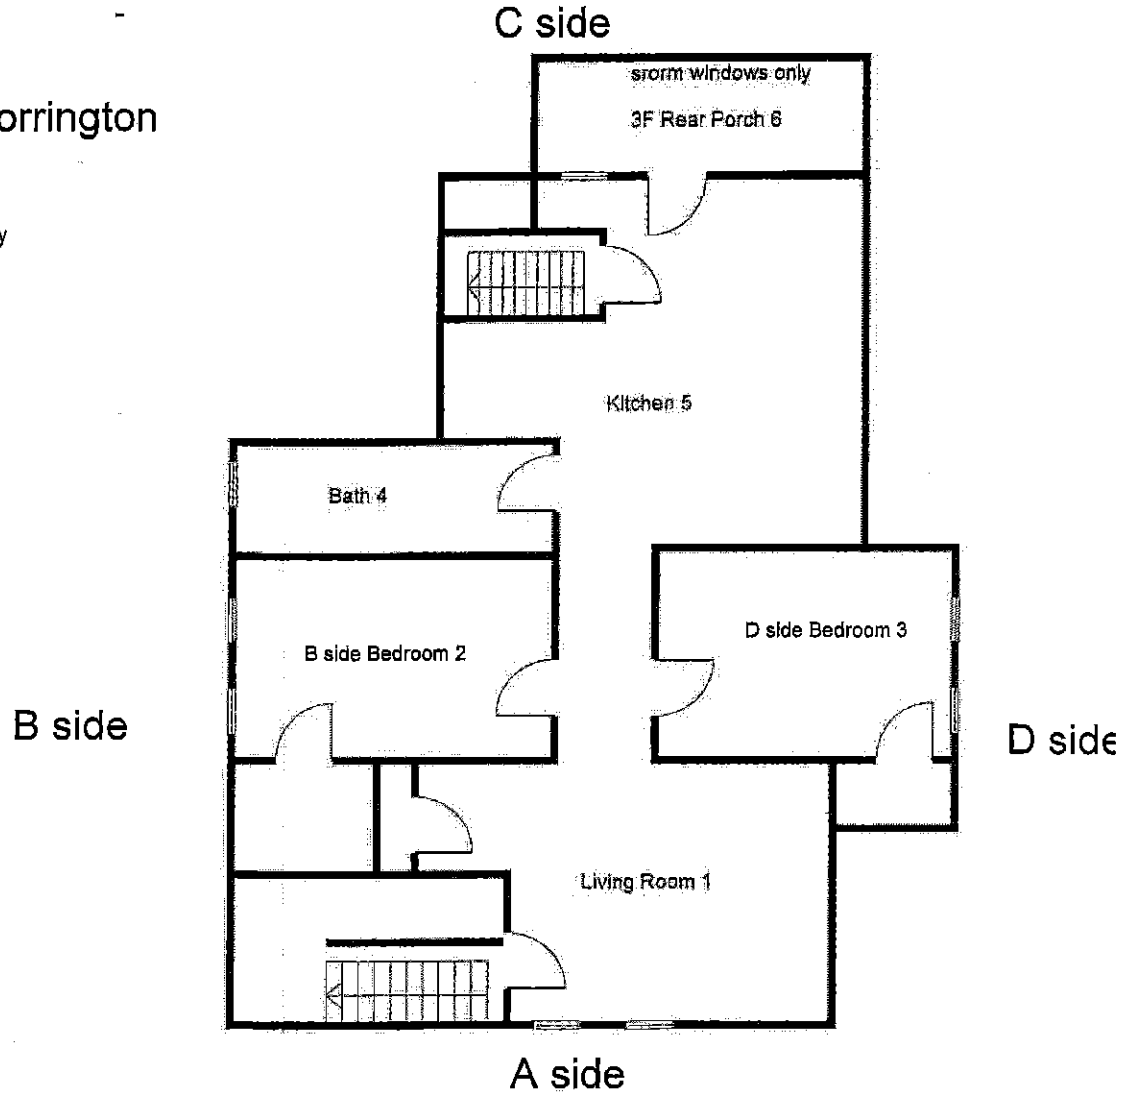 C side
orrington
y
srorm windows only
3F Rear Porch 6
Kitchen 5
Bath 4
D side Bedroom 3
B side Bedroom 2
B side
D side
Living Room 1
A side